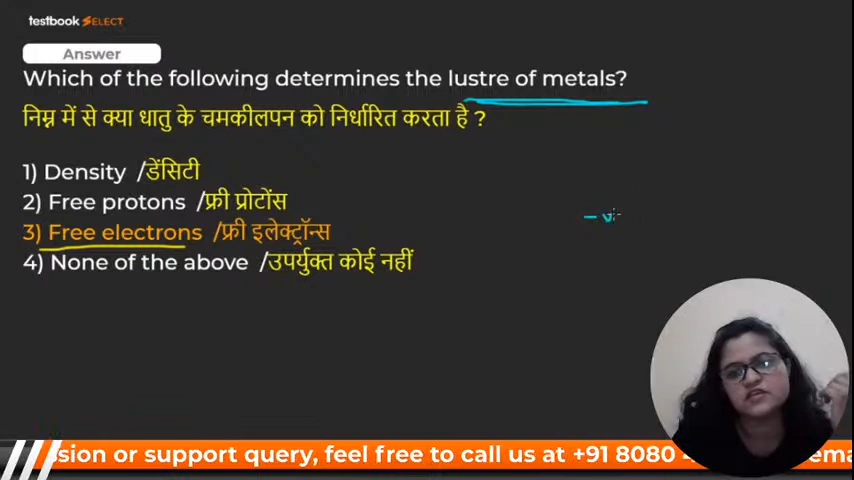 testbook SELECT
Answer
Which of the following determines the lustre of metals?
निम्न में से क्या धातु के चमकीलपन को निर्धारित करता है ?
1) Density /डेंसिटी
2) Free protons /फ्री प्रोटोंस
3) Free electrons /फ्री इलेक्ट्रॉन्स
4) None of the above /उपर्युक्त कोई नहीं
ssion or support query, feel free to call us at +91 8080